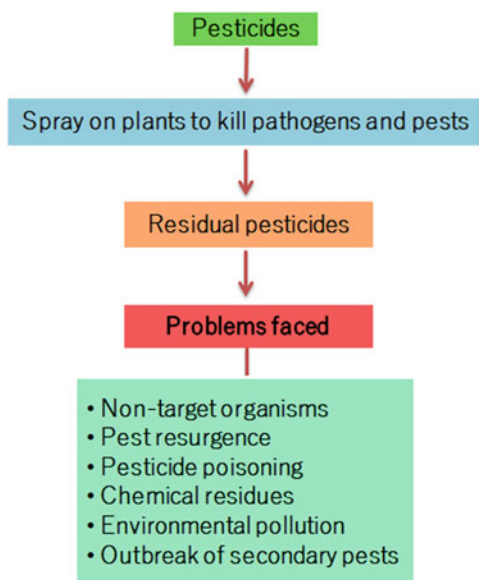 Pesticides
Spray on plants to kill pathogens and pests
Residual pesticides
Problems faced
• Non-target organisms
• Pest resurgence
• Pesticide poisoning
• Chemical residues
• Environmental pollution
• Outbreak of secondary pests